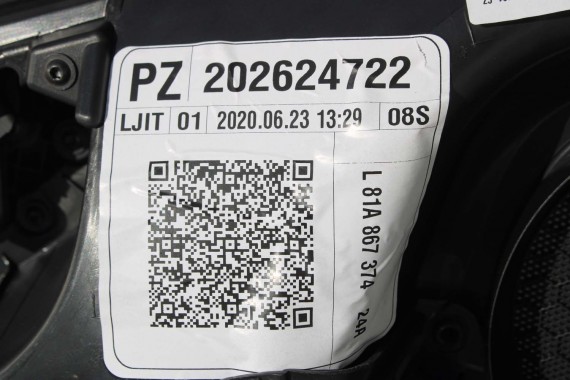 PZ 202624722
LJIT 01 2020.06.23 13:29 08S
L 81A 867 374 24A